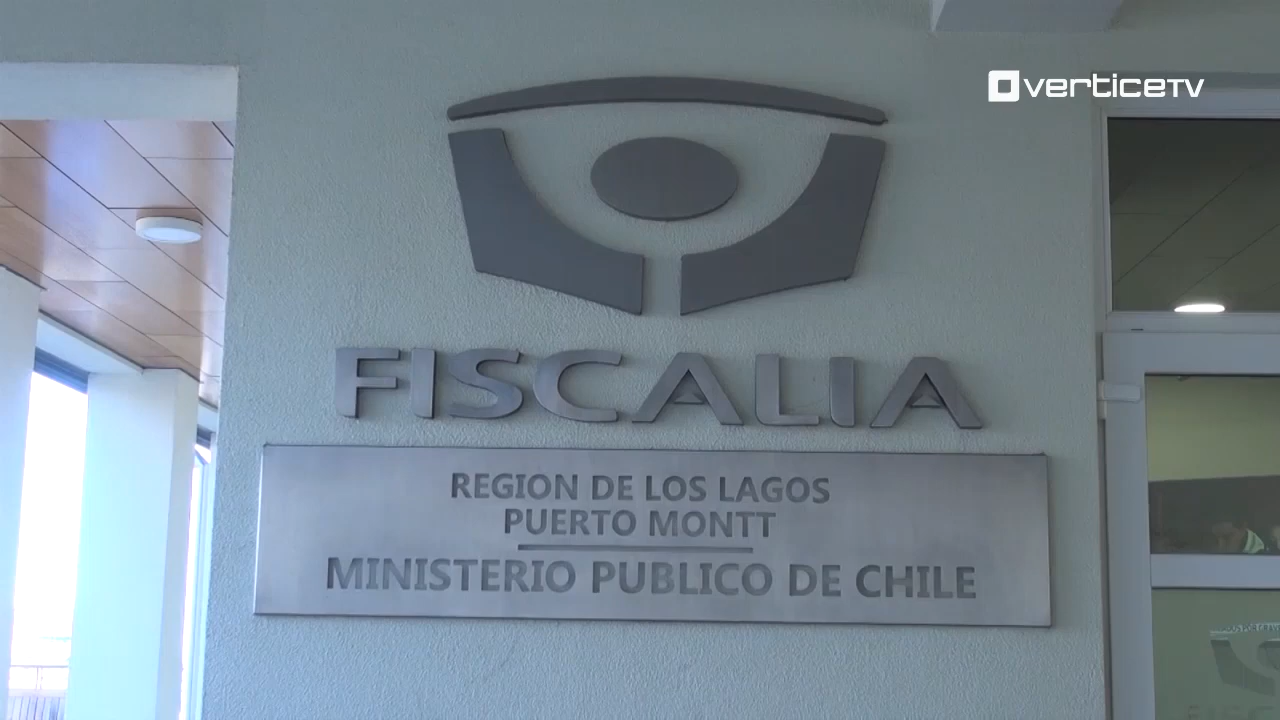 verticeTV
FISCALIA
REGION DE LOS LAGOS
PUERTO MONTT
MINISTERIO PUBLICO DE CHILE